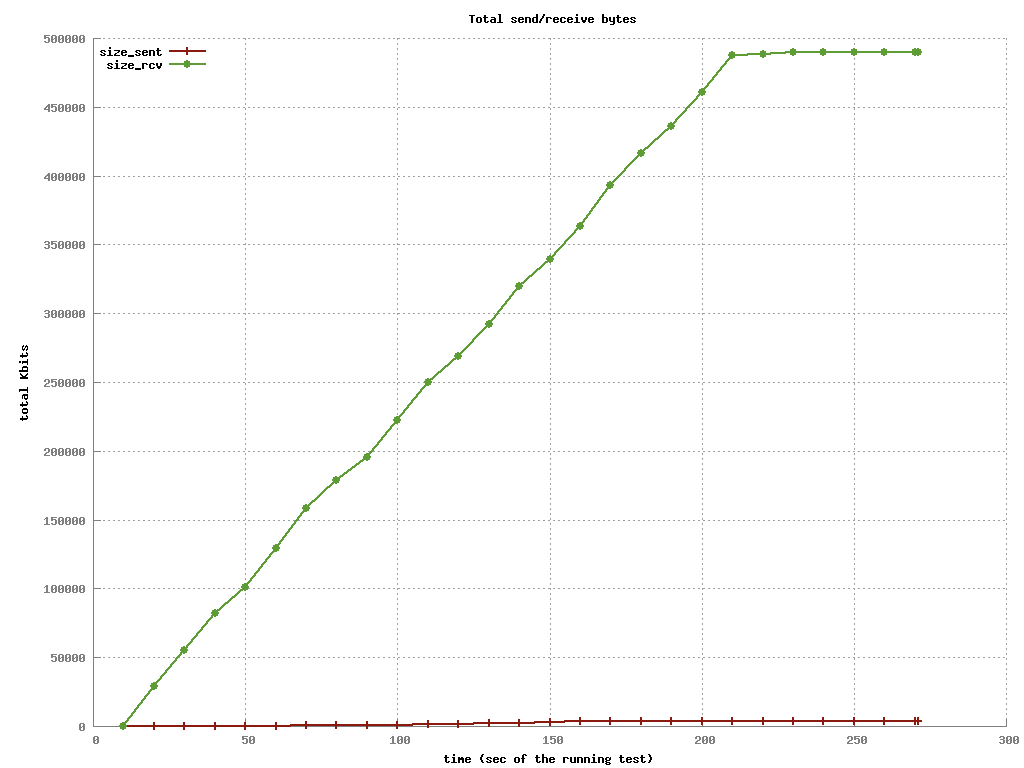 Total send/receive bytes
500000
size_sent
size_rcv
450000
400000
350000
300000
250000
total Kbits
200000
150000
100000
50000
0
0 50 100 150 200 250 300
time (sec of the running test)